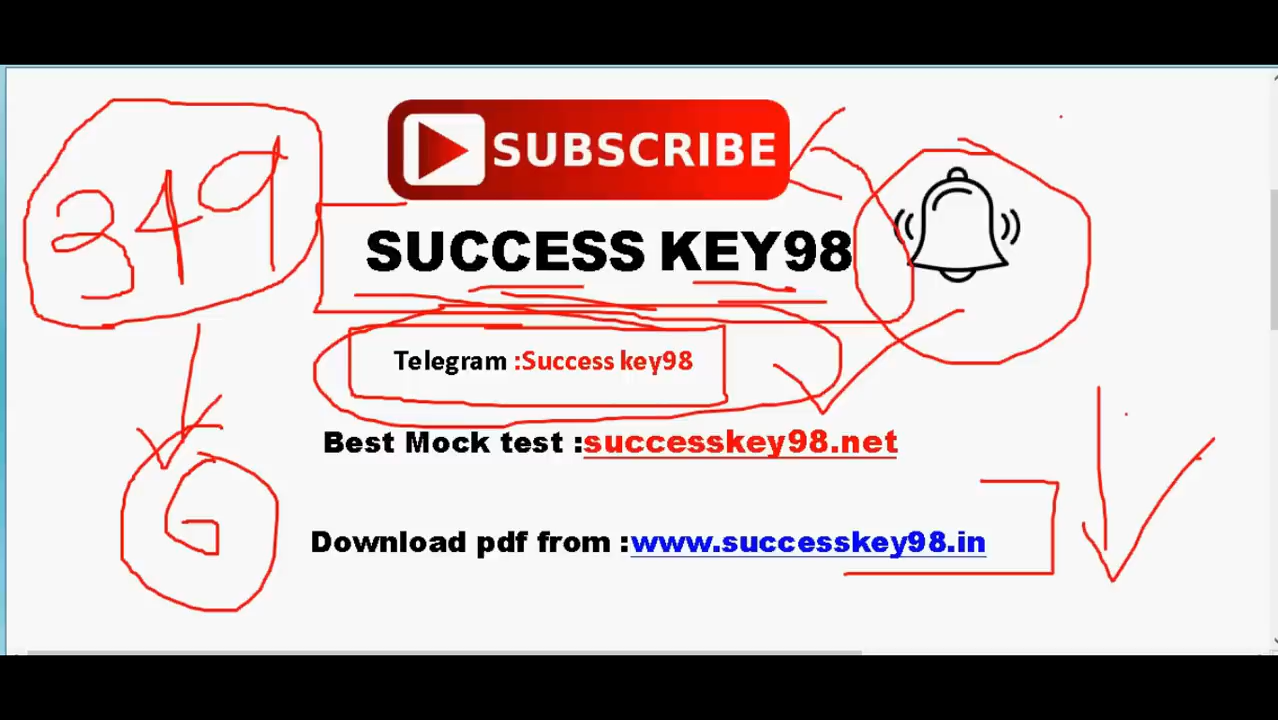 SUBSCRIBE
349
SUCCESS KEY98
Telegram :Success key98
Best Mock test :successkey98.net
G
Download pdf from :www.successkey98.in